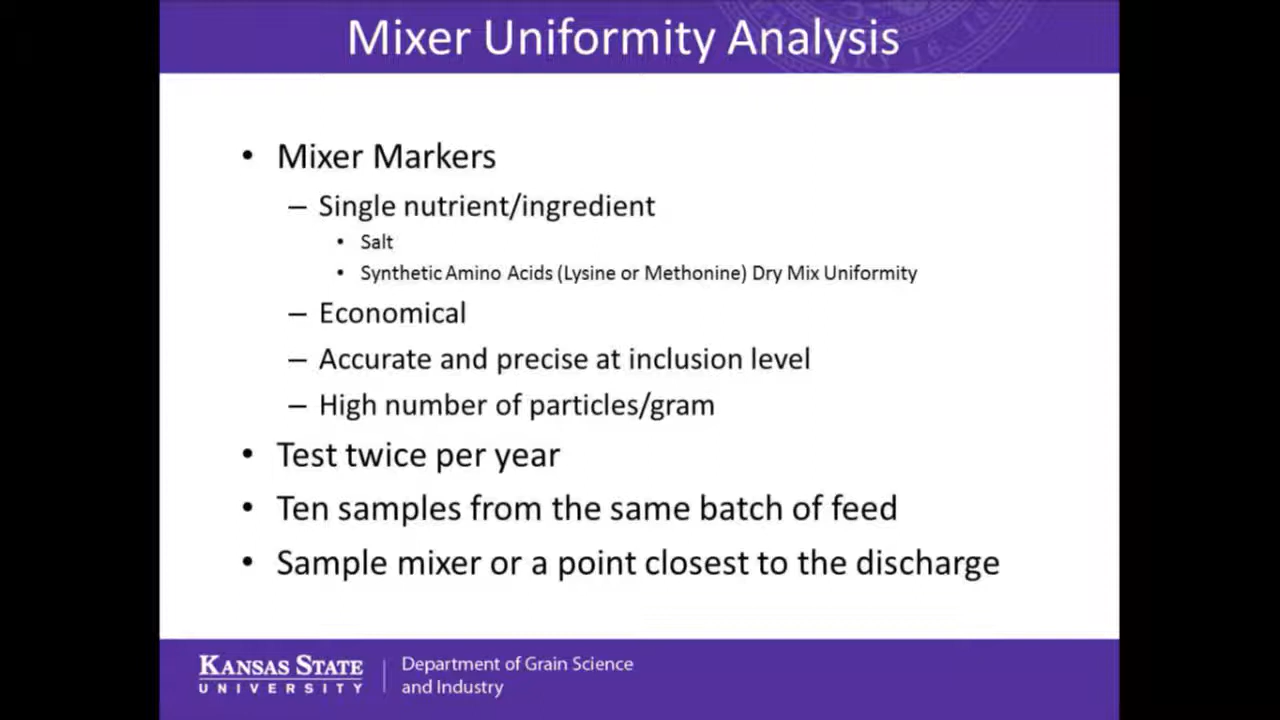 Mixer Uniformity Analysis
• Mixer Markers
– Single nutrient/ingredient
• Salt
• Synthetic Amino Acids (Lysine or Methonine) Dry Mix Uniformity
– Economical
– Accurate and precise at inclusion level
– High number of particles/gram
• Test twice per year
• Ten samples from the same batch of feed
• Sample mixer or a point closest to the discharge
KANSAS STATE
UNIVERSITY
Department of Grain Science
and Industry